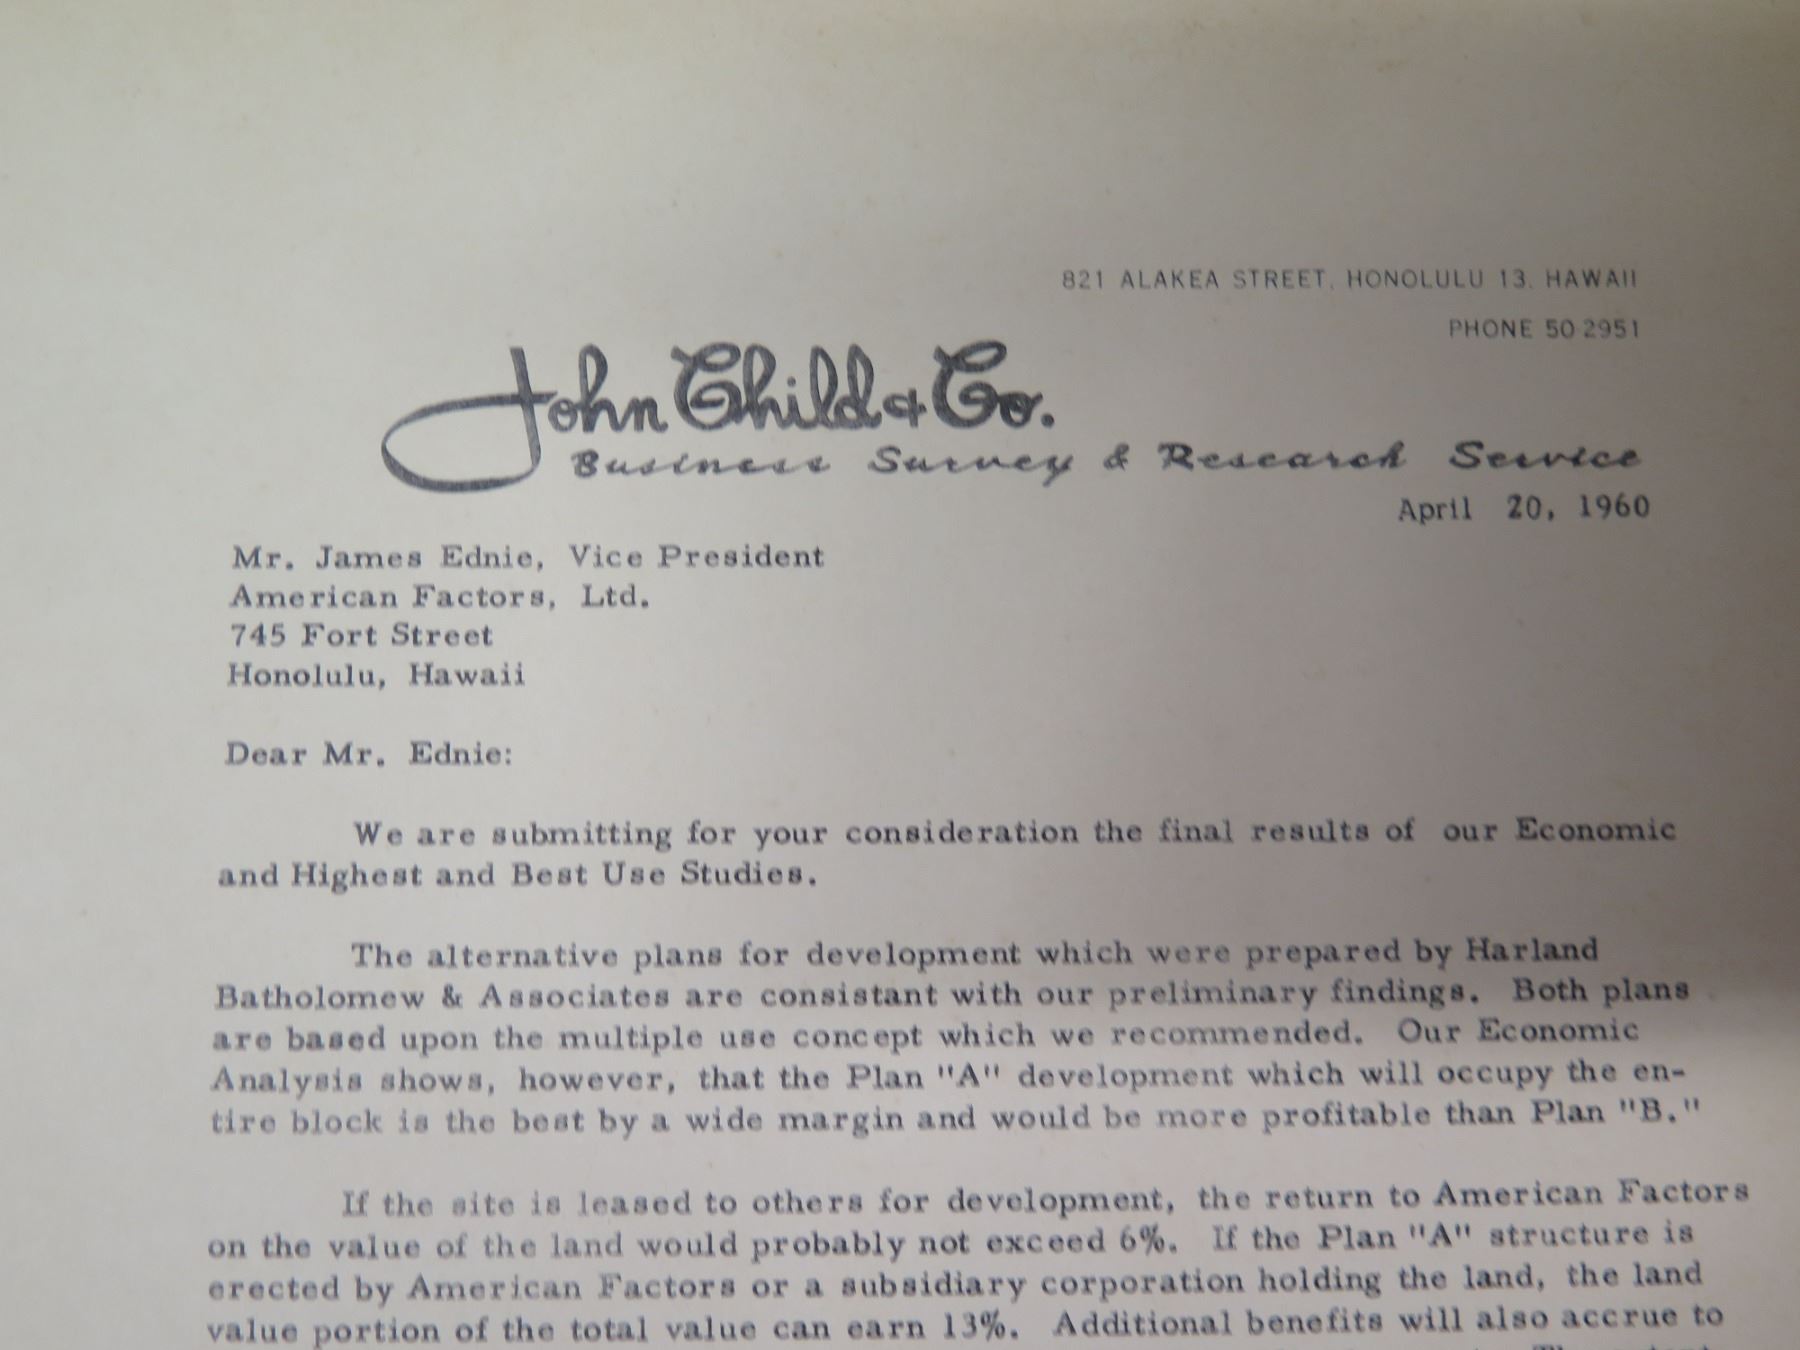 821 ALAKEA STREET, HONOLULU 13, HAWAII
PHONE 50 2951
John Child & Co.
Business Survey & Research Service
April 20, 1960
Mr. James Ednie, Vice President
American Factors, Ltd.
745 Fort Street
Honolulu, Hawaii
Dear Mr. Ednie:
We are submitting for your consideration the final results of our Economic
and Highest and Best Use Studies.
The alternative plans for development which were prepared by Harland
Batholomew & Associates are consistant with our preliminary findings. Both plans
are based upon the multiple use concept which we recommended. Our Economic
Analysis shows, however, that the Plan "A" development which will occupy the en-
tire block is the best by a wide margin and would be more profitable than Plan "B."
If the site is leased to others for development, the return to American Factors
on the value of the land would probably not exceed 6%. If the Plan "A" structure is
erected by American Factors or a subsidiary corporation holding the land, the land
value portion of the total value can earn 13%. Additional benefits will also accrue to